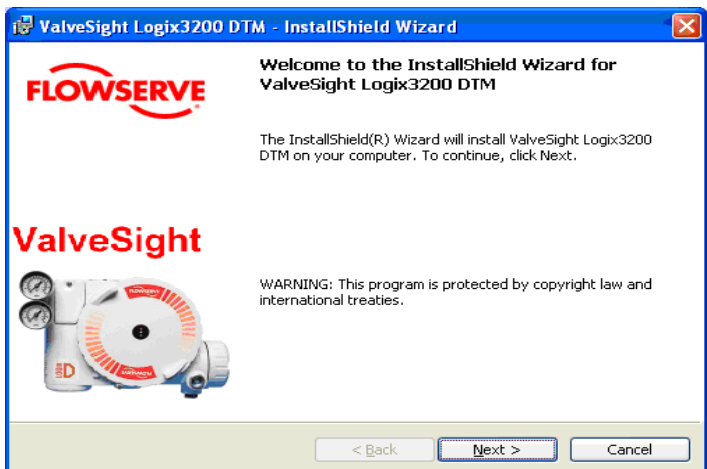 ValveSight Logix3200 DTM - InstallShield Wizard
FLOWSERVE
Welcome to the InstallShield Wizard for
ValveSight Logix3200 DTM
The InstallShield(R) Wizard will install ValveSight Logix3200
DTM on your computer. To continue, click Next.
ValveSight
WARNING: This program is protected by copyright law and
international treaties.
< Back
Next >
Cancel